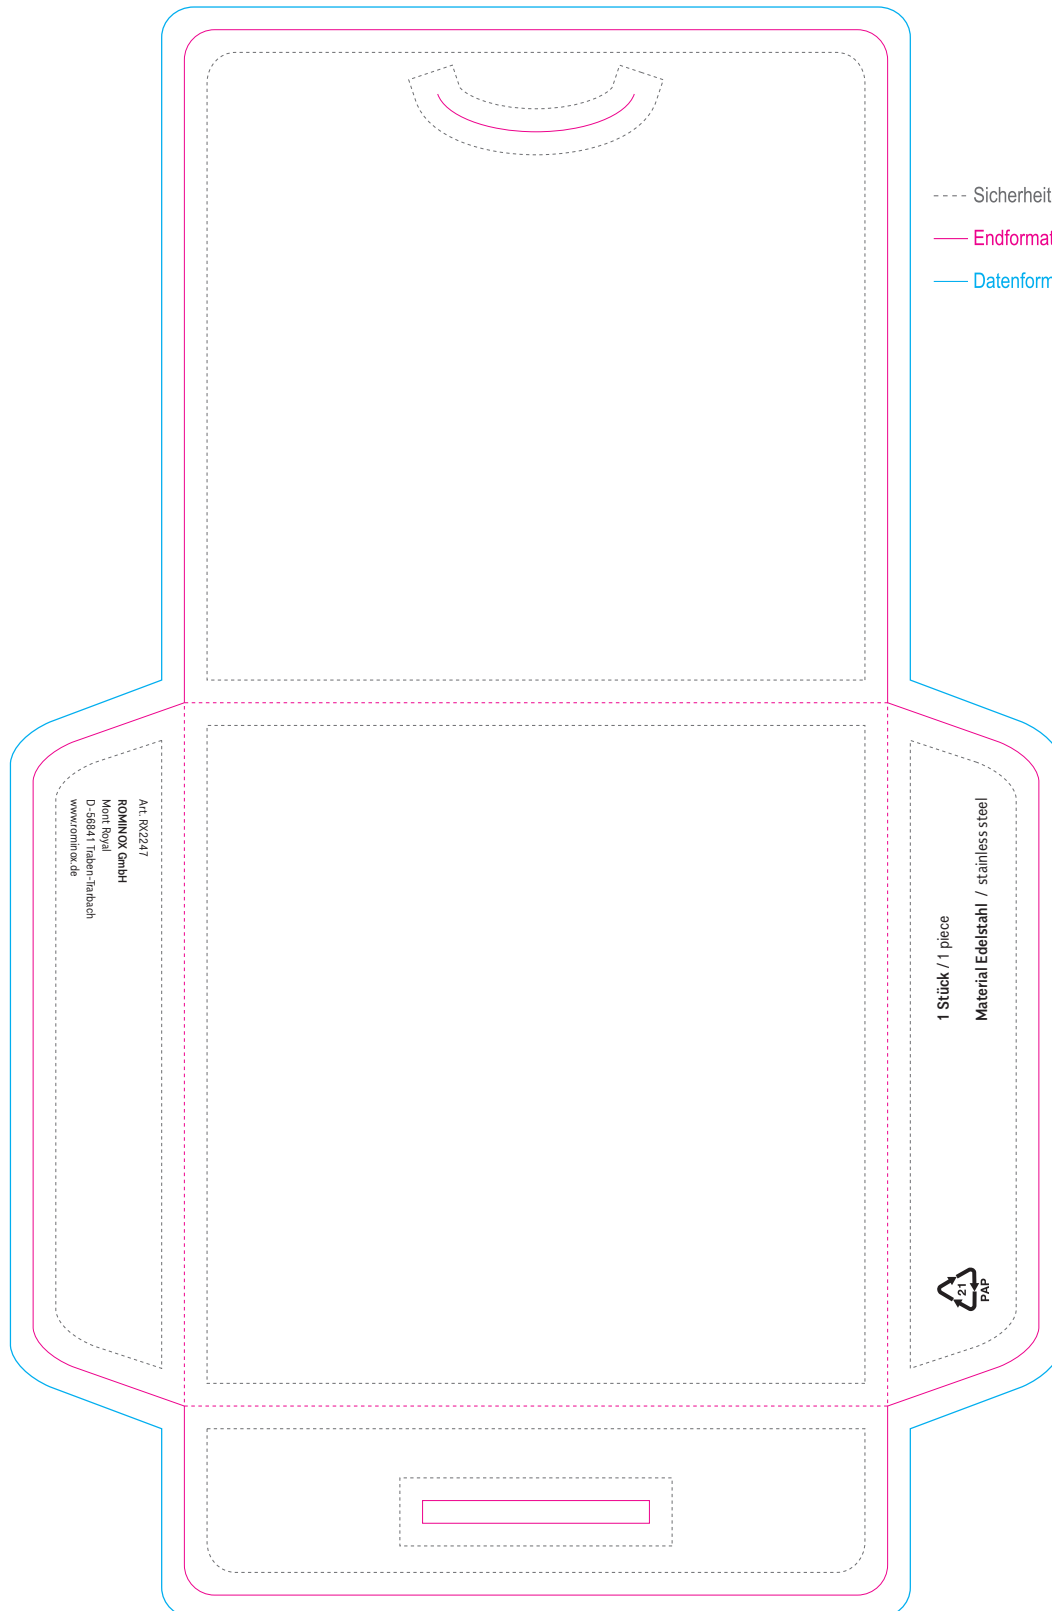 Sicherheit
Endformat
Datenform
Art. RX2247
ROMINOX GmbH
Mont Royal
D-56841 Traben-Trarbach
www.rominox.de
1 Stück / 1 piece
Material Edelstahl / stainless steel
21
PAP